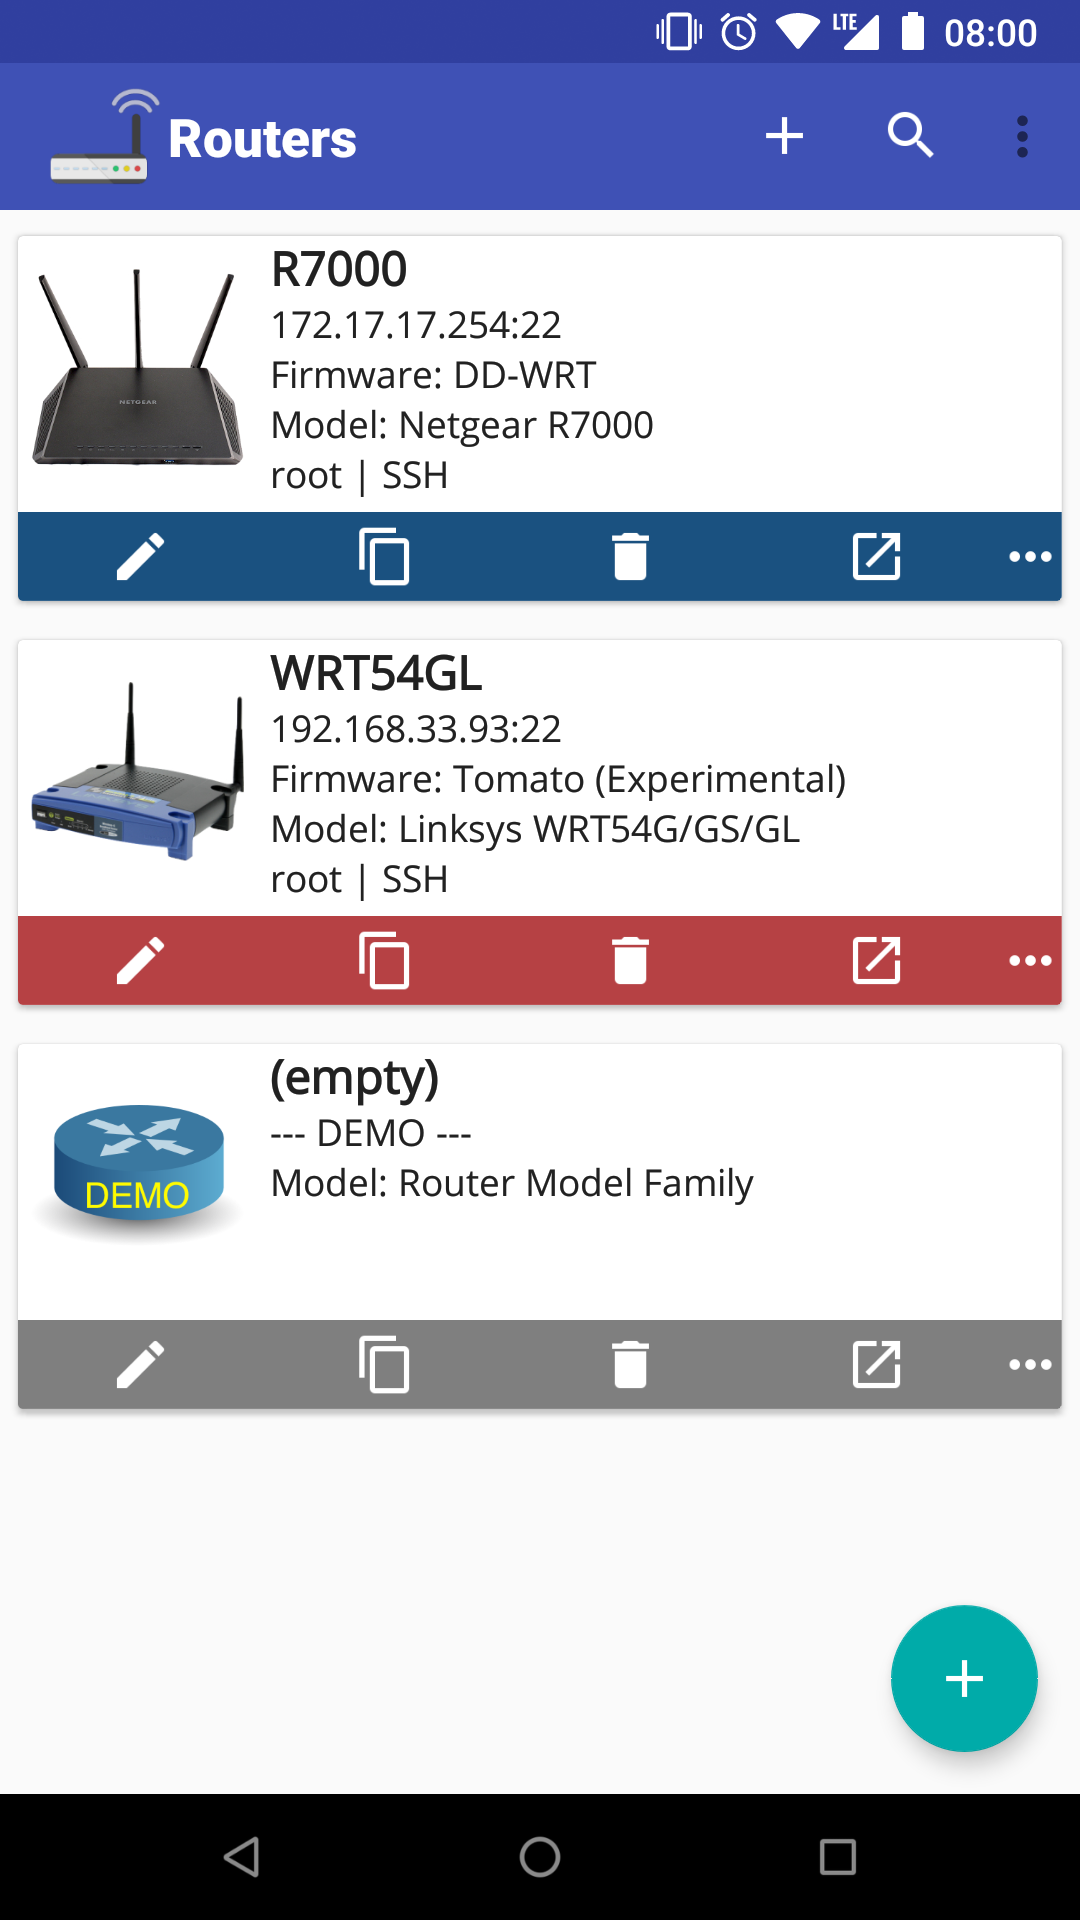 LTE 08:00
Routers
R7000
172.17.17.254:22
Firmware: DD-WRT
Model: Netgear R7000
root | SSH
NETGEAR
WRT54GL
192.168.33.93:22
Firmware: Tomato (Experimental)
Model: Linksys WRT54G/GS/GL
root | SSH
(empty)
--- DEMO ---
Model: Router Model Family
DEMO